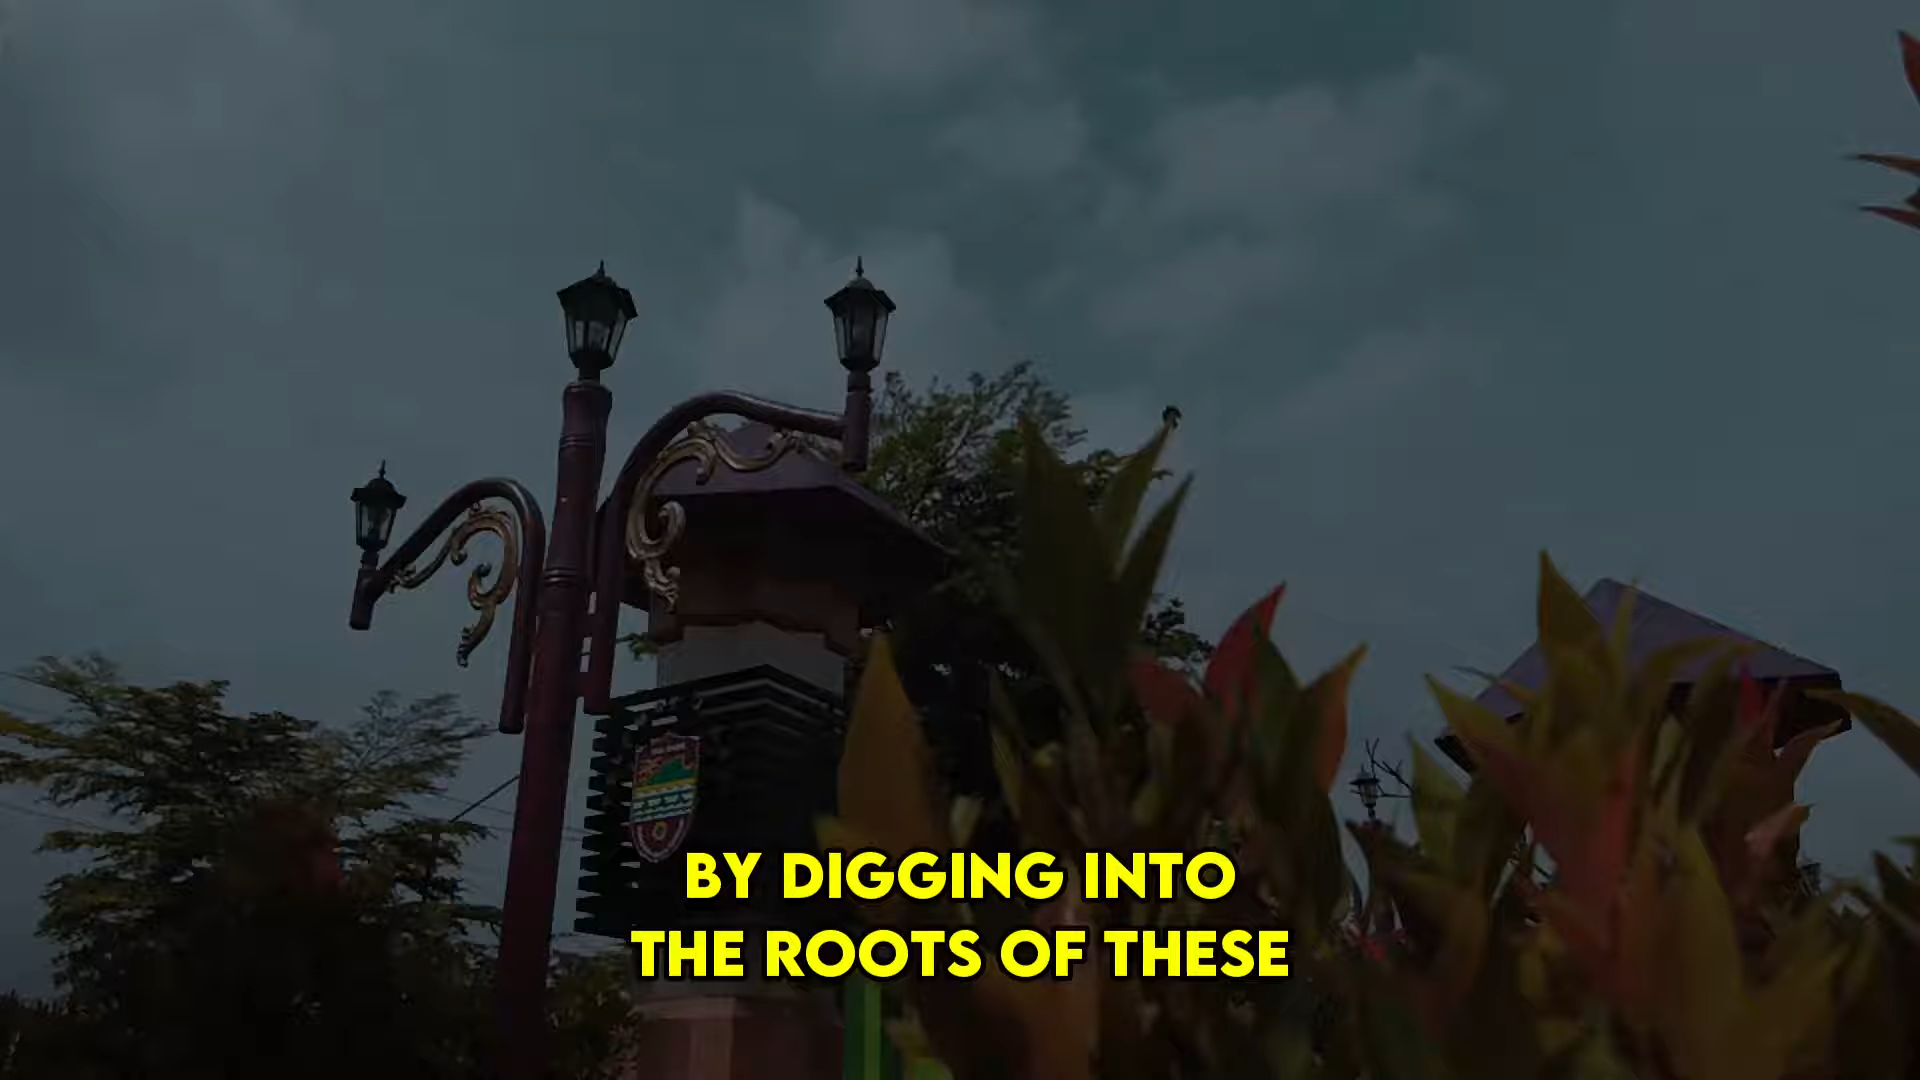 BY DIGGING INTO
THE ROOTS OF THESE